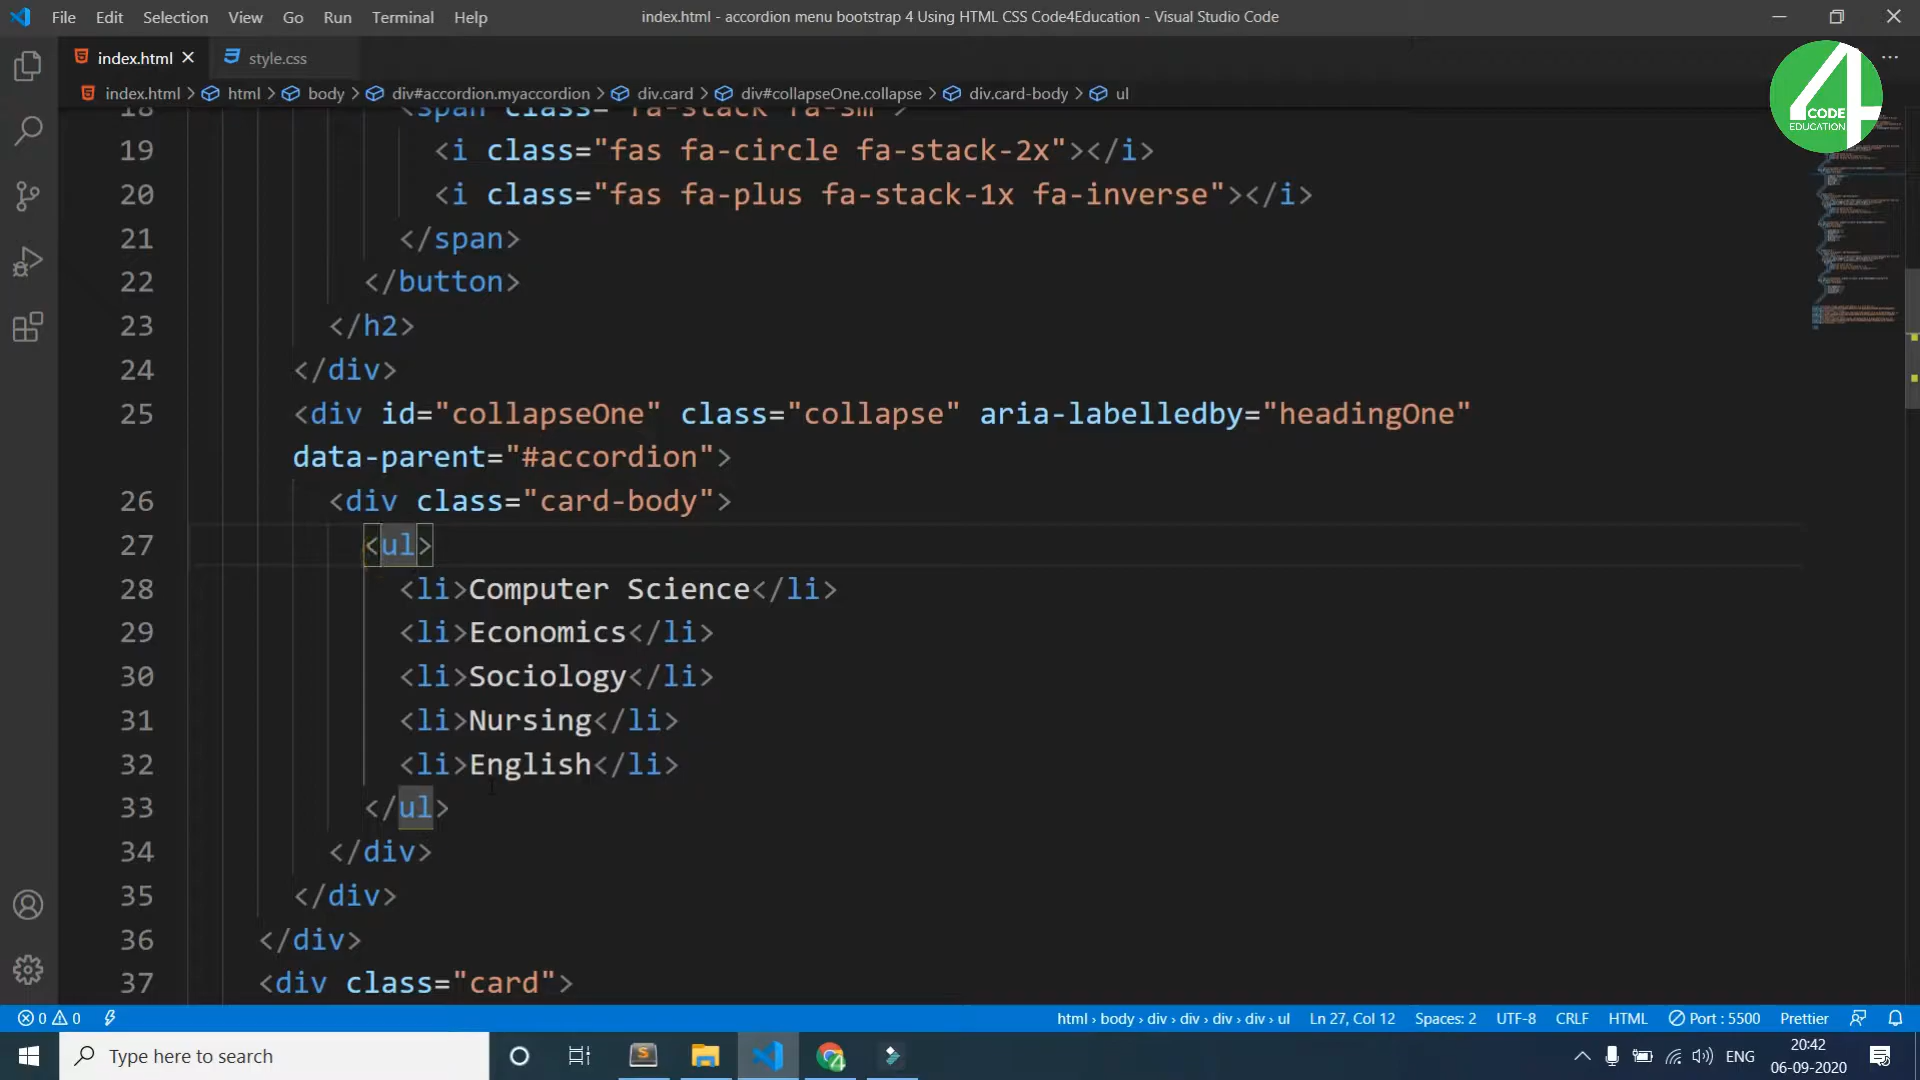 File Edit Selection View Go Run Terminal Help
index.html - accordion menu bootstrap 4 Using HTML CSS Code4Education - Visual Studio Code
index.html
style.css
index.html > html > body > div#accordion.myaccordion > div.card > div#collapseOne.collapse > div.card-body > ul
4 CODE EDUCATION
18 <span class="fa-stack fa-sm">
19 <i class="fas fa-circle fa-stack-2x"></i>
20 <i class="fas fa-plus fa-stack-1x fa-inverse"></i>
21 </span>
22 </button>
23 </h2>
24 </div>
25 <div id="collapseOne" class="collapse" aria-labelledby="headingOne"
data-parent="#accordion">
26 <div class="card-body">
27 <ul>
28 <li>Computer Science</li>
29 <li>Economics</li>
30 <li>Sociology</li>
31 <li>Nursing</li>
32 <li>English</li>
33 </ul>
34 </div>
35 </div>
36 </div>
37 <div class="card">
0 0 html › body › div › div › div › div › ul Ln 27, Col 12 Spaces: 2 UTF-8 CRLF HTML Port : 5500 Prettier
Type here to search
ENG
20:42
06-09-2020